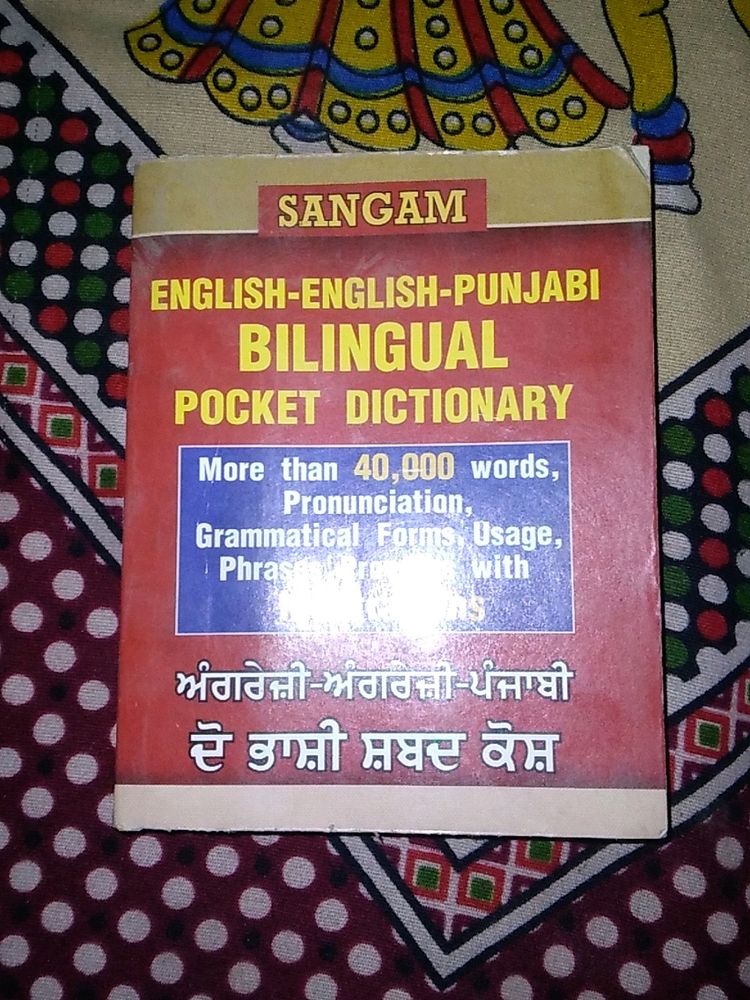 SANGAM
ENGLISH-ENGLISH-PUNJABI
BILINGUAL
POCKET DICTIONARY
More than 40,000 words,
Pronunciation,
Grammatical Forms, Usage,
with
ਅੰਗਰੇਜ਼ੀ-ਅੰਗਰੇਜ਼ੀ-ਪੰਜਾਬੀ
ਦੋ ਭਾਸ਼ੀ ਸ਼ਬਦ ਕੋਸ਼